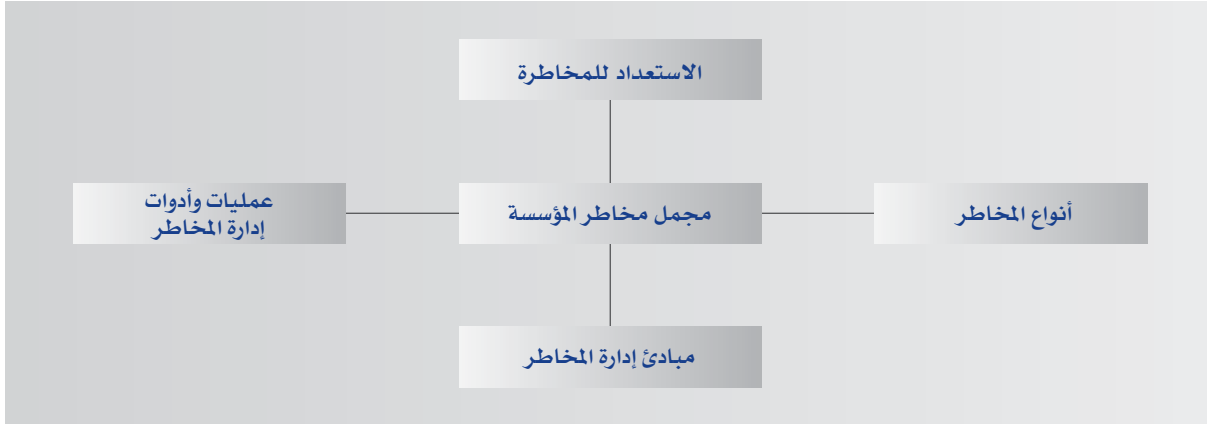 الاستعداد للمخاطرة
أنواع المخاطر
مجمل مخاطر المؤسسة
عمليات وأدوات
إدارة المخاطر
مبادئ إدارة المخاطر